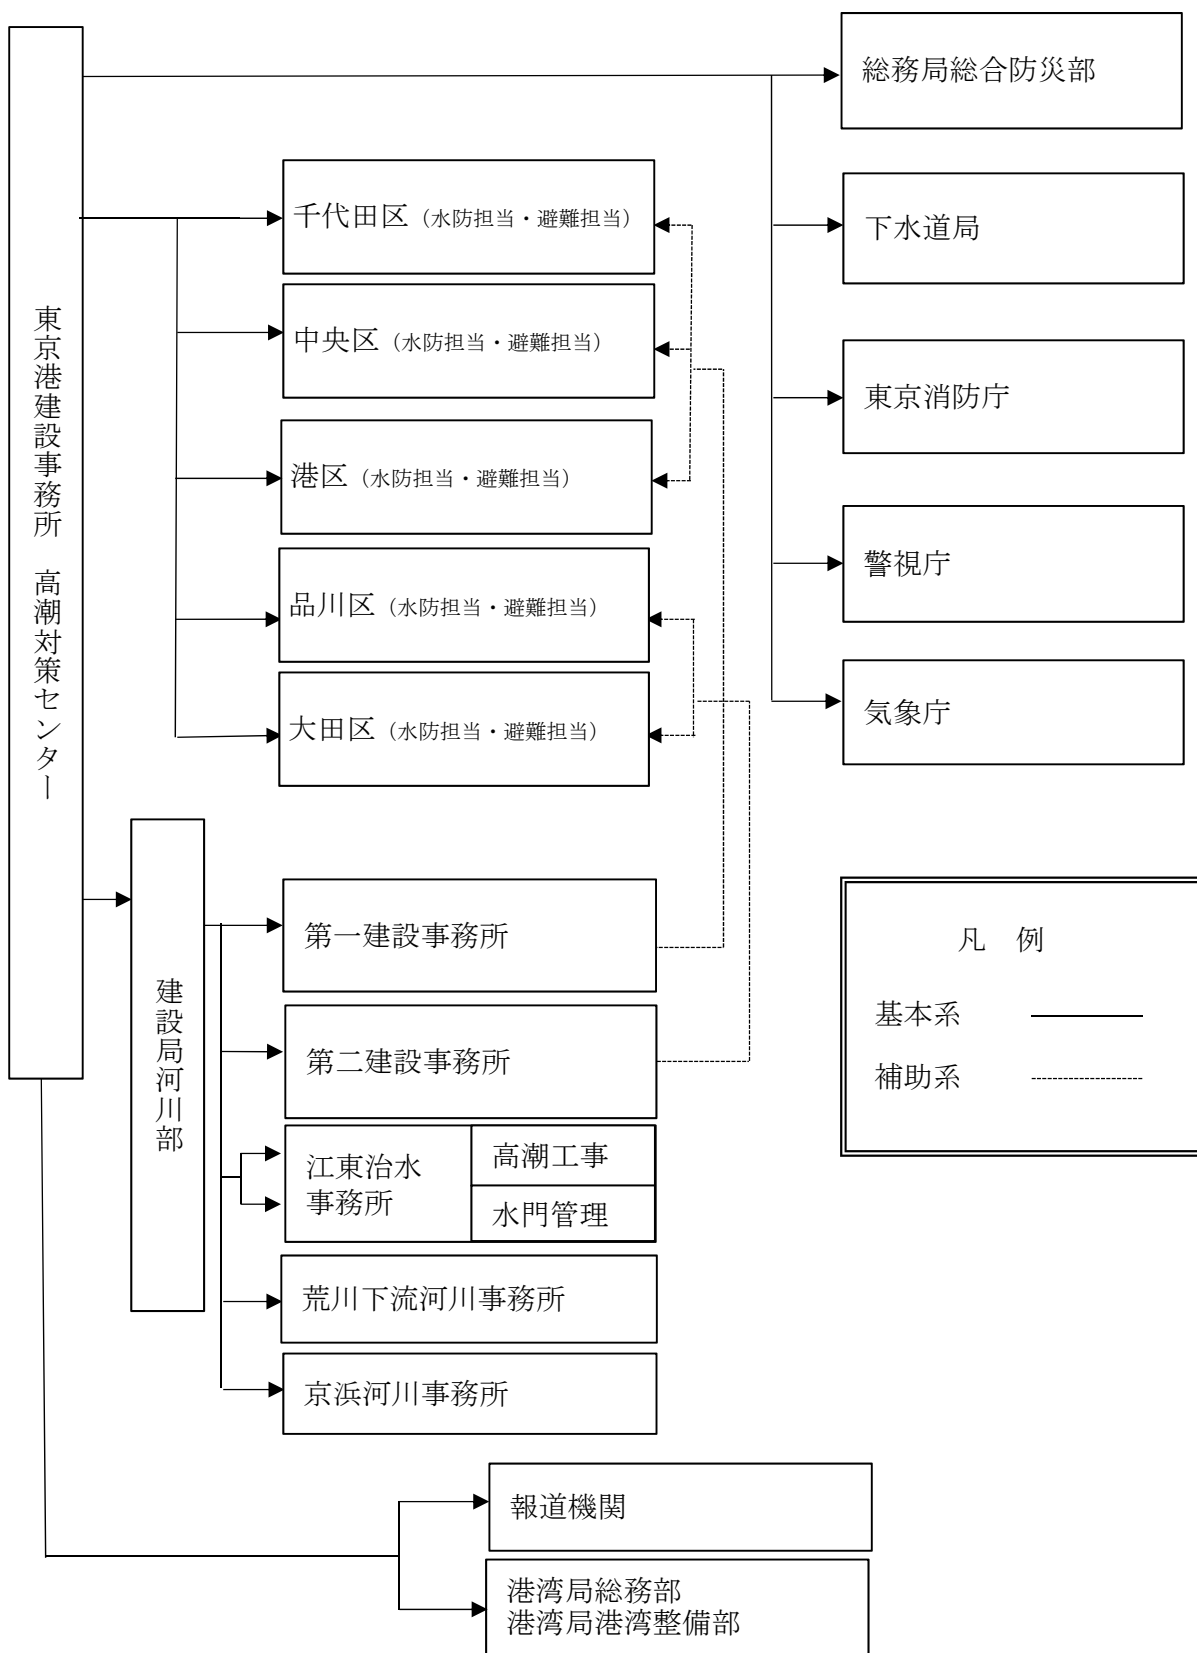 東京港建設事務所　高潮対策センター
総務局総合防災部
千代田区（水防担当・避難担当）
下水道局
中央区（水防担当・避難担当）
東京消防庁
港区（水防担当・避難担当）
警視庁
品川区（水防担当・避難担当）
大田区（水防担当・避難担当）
気象庁
建設局河川部
第一建設事務所
第二建設事務所
江東治水
事務所
高潮工事
水門管理
荒川下流河川事務所
京浜河川事務所
凡　例
基本系
補助系
報道機関
港湾局総務部
港湾局港湾整備部